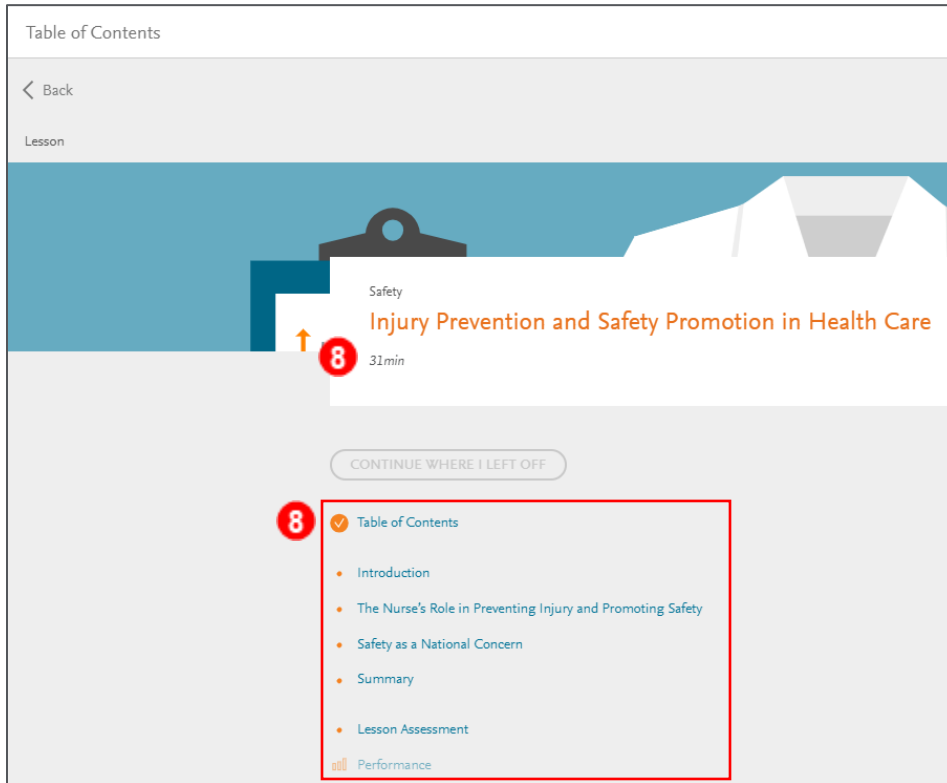 Table of Contents
Back
Lesson
Safety
Injury Prevention and Safety Promotion in Health Care
8
31min
CONTINUE WHERE I LEFT OFF
8
Table of Contents
Introduction
The Nurse's Role in Preventing Injury and Promoting Safety
Safety as a National Concern
Summary
Lesson Assessment
Performance